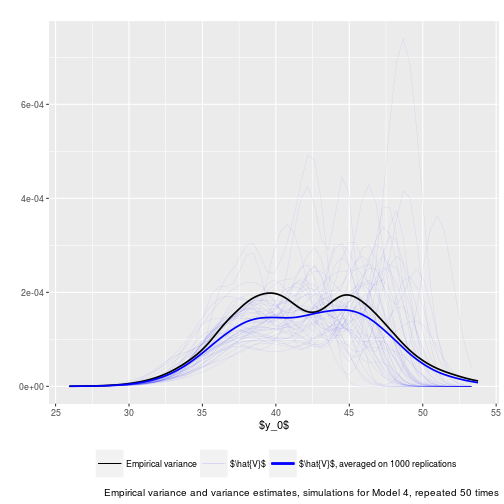 6e-04
4e-04
2e-04
0e+00
25 30 35 40 45 50 55
$y_0$
Empirical variance $\hat{V}$ $\hat{V}$, averaged on 1000 replications
Empirical variance and variance estimates, simulations for Model 4, repeated 50 times